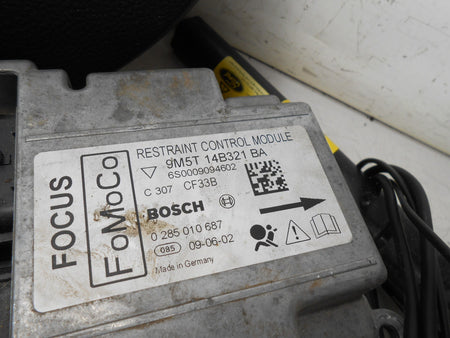 FOCUS
FoMoCo
RESTRAINT CONTROL MODULE
9M5T 14B321 BA
6S0009094602
C 307 CF33B
BOSCH
0 285 010 687
085 09-06-02
Made in Germany